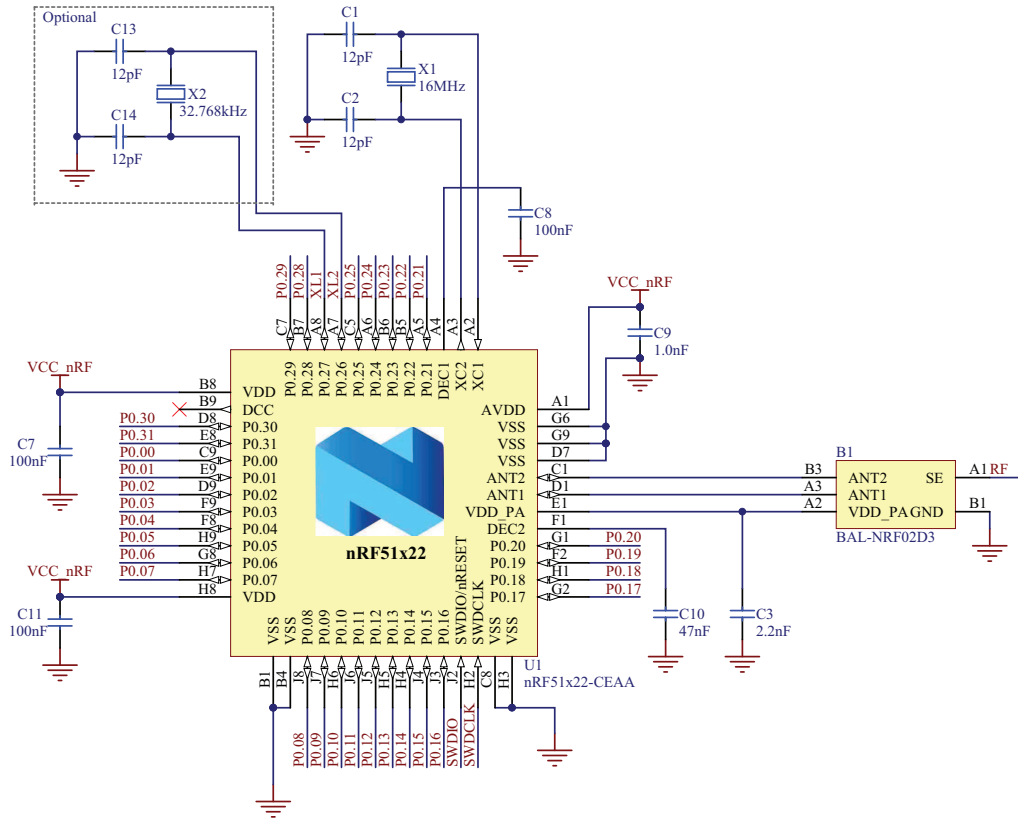 Optional
C13
12pF
X2
32.768kHz
C14
12pF
C1
12pF
X1
16MHz
C2
12pF
C8
100nF
P0.29
P0.28
XL1
XL2
P0.25
P0.24
P0.23
P0.22
P0.21
C7
B7
A8
A7
C5
A6
B6
B5
A5
A4
A3
A2
P0.29
P0.28
P0.27
P0.26
P0.25
P0.24
P0.23
P0.22
P0.21
DEC1
XC2
XC1
VCC_nRF
C9
1.0nF
VCC_nRF
C7
100nF
B8 VDD
B9 DCC
P0.30 D8 P0.30
P0.31 E8 P0.31
P0.00 C9 P0.00
P0.01 E9 P0.01
P0.02 D9 P0.02
P0.03 F9 P0.03
P0.04 F8 P0.04
P0.05 H9 P0.05
P0.06 G8 P0.06
P0.07 H7 P0.07
H8 VDD
VCC_nRF
C11
100nF
nRF51x22
AVDD A1
VSS G6
VSS G9
VSS D7
ANT2 C1
ANT1 D1
VDD_PA E1
DEC2 F1
P0.20 G1 P0.20
P0.19 F2 P0.19
P0.18 H1 P0.18
P0.17 G2 P0.17
B1
B3 ANT2 SE A1 RF
A3 ANT1
A2 VDD_PA GND B1
BAL-NRF02D3
C10
47nF
C3
2.2nF
VSS
VSS
P0.08
P0.09
P0.10
P0.11
P0.12
P0.13
P0.14
P0.15
P0.16
SWDIO/nRESET
SWDCLK
VSS
VSS
U1
nRF51x22-CEAA
B1
B4
J8
J7
H6
J6
J5
H5
H4
J4
J3
J2
H2
C8
H3
P0.08
P0.09
P0.10
P0.11
P0.12
P0.13
P0.14
P0.15
P0.16
SWDIO
SWDCLK